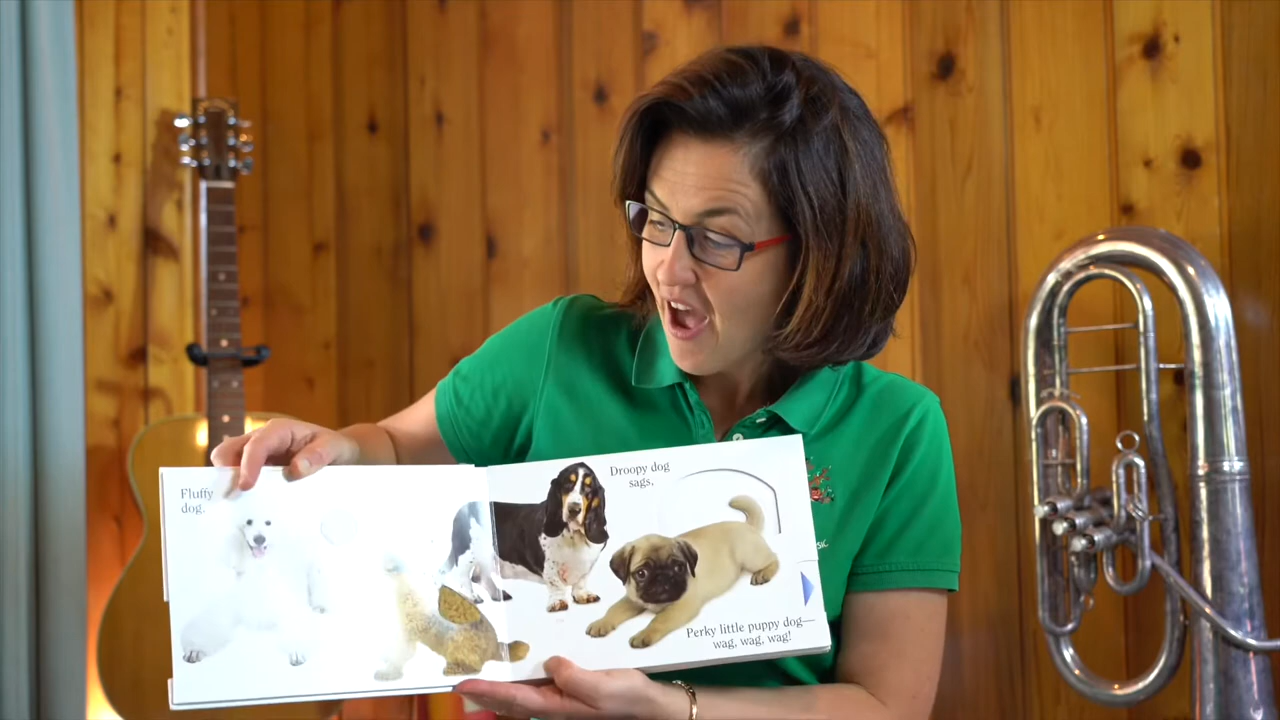 Fluffy
dog.
Droopy dog
sags,
Perky little puppy dog—
wag, wag, wag!